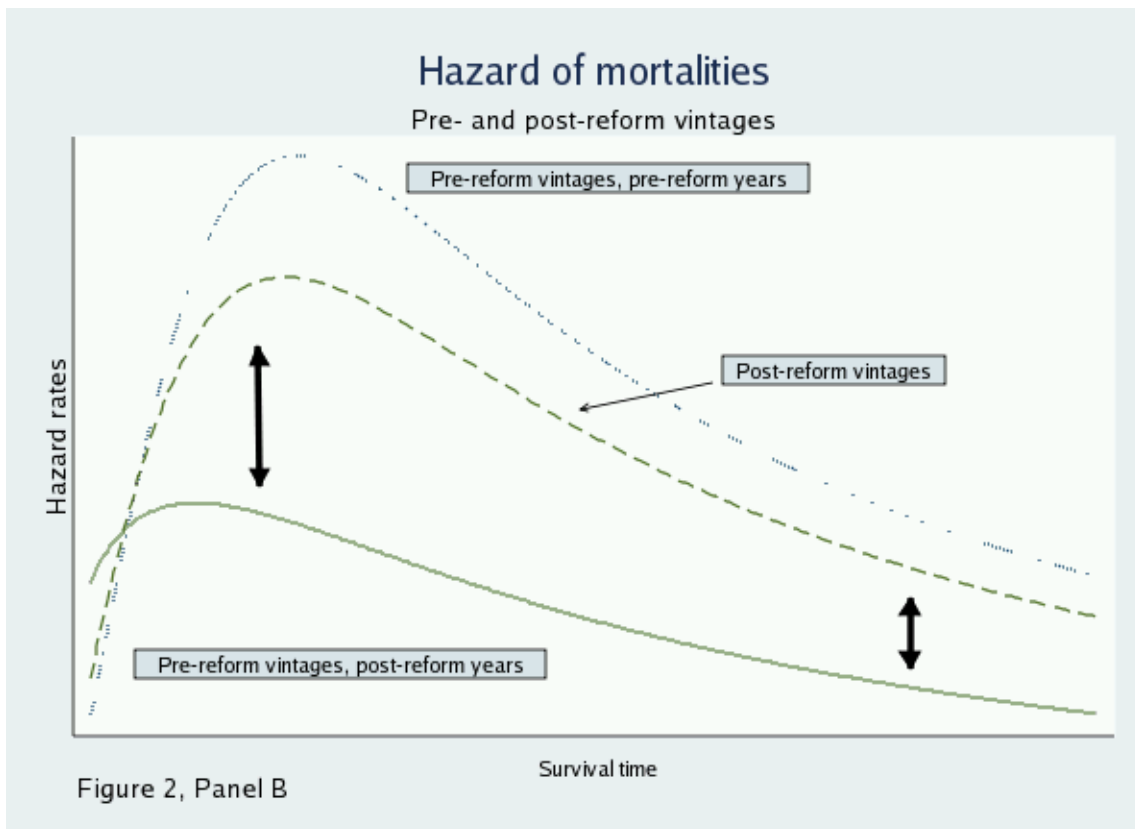 Hazard of mortalities
Pre- and post-reform vintages
Pre-reform vintages, pre-reform years
Post-reform vintages
Hazard rates
Pre-reform vintages, post-reform years
Survival time
Figure 2, Panel B